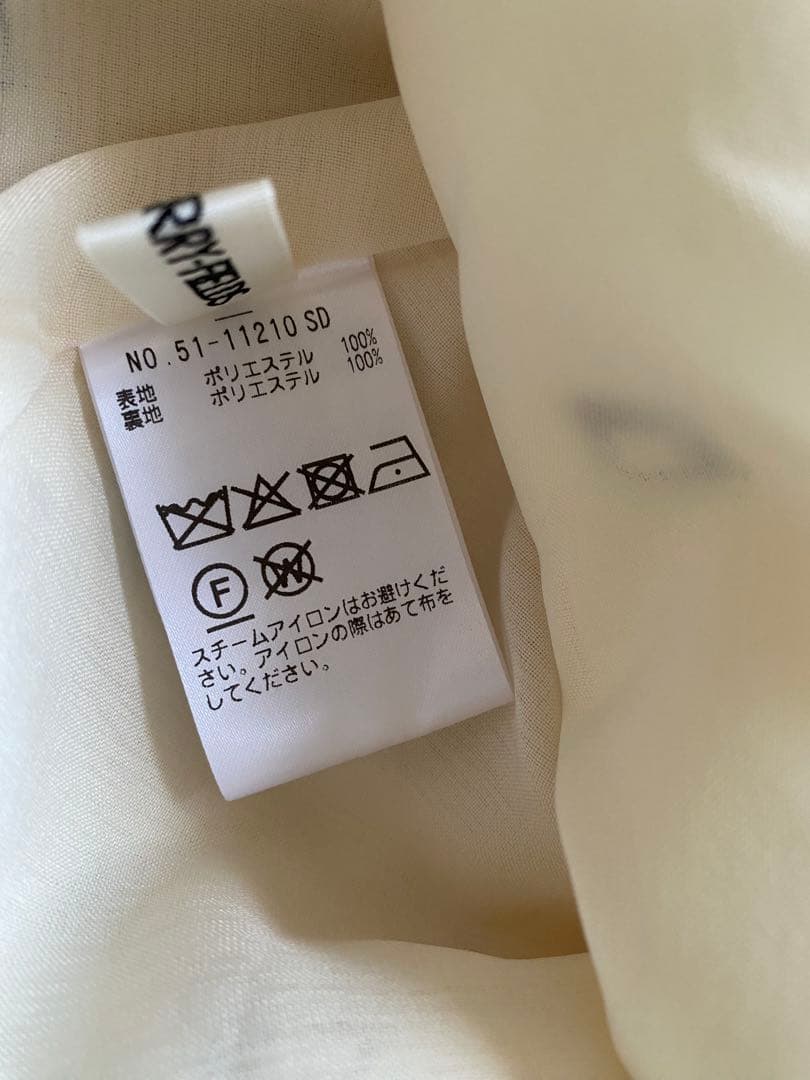 RRY-FELDS
NO.51-11210 SD
表地 ポリエステル 100%
裏地 ポリエステル 100%
F
W
スチームアイロンはお避けくだ
さい。アイロンの際はあて布を
してください。